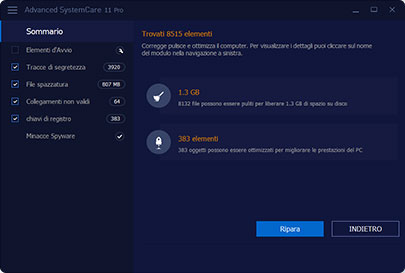 Advanced SystemCare 11 Pro
Sommario
Elementi d'Avvio
Tracce di segretezza 3920
File spazzatura 807 MB
Collegamenti non validi 64
chiavi di registro 383
Minacce Spyware
Trovati 8515 elementi
Corregge pulisce e ottimizza il computer. Per visualizzare i dettagli puoi cliccare sul nome
del modulo nella navigazione a sinistra.
1.3 GB
8132 file possono essere puliti per liberare 1.3 GB di spazio su disco
383 elementi
383 oggetti possono essere ottimizzati per migliorare le prestazioni del PC
Ripara
INDIETRO